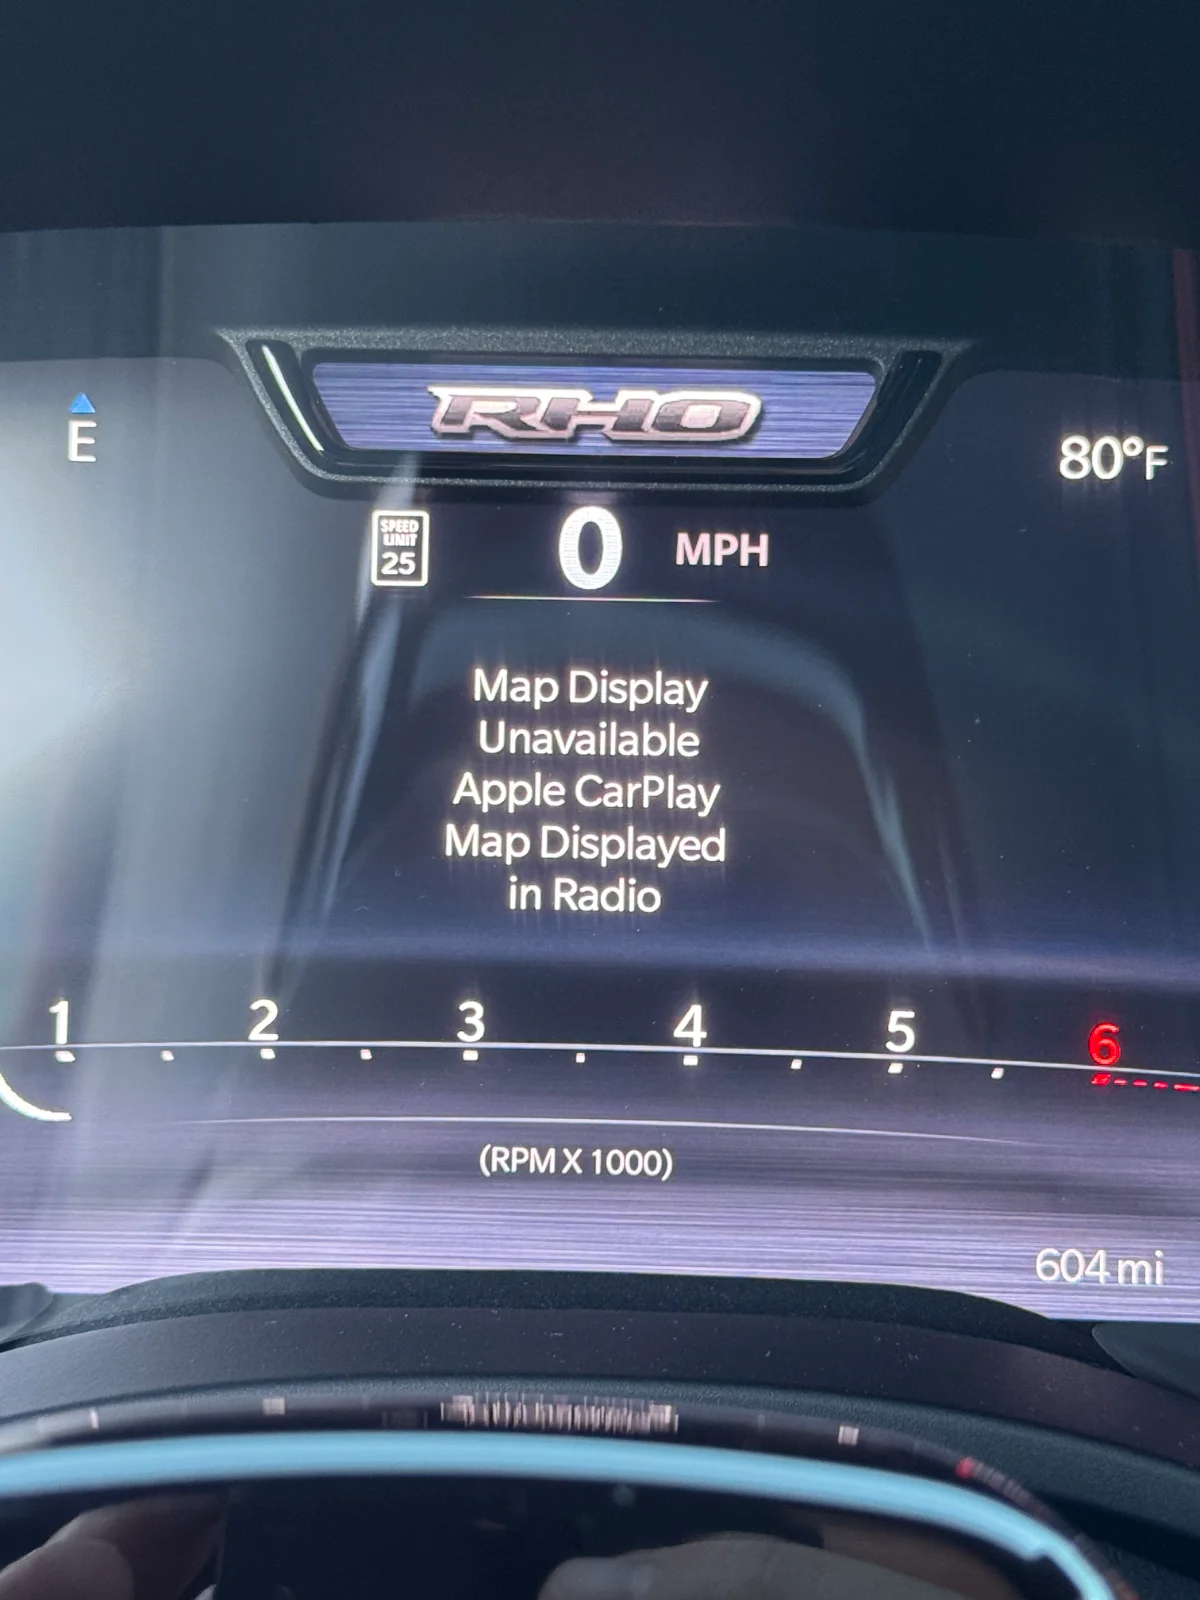 RHO
E
80°F
SPEED
LIMIT
25
0 MPH
Map Display
Unavailable
Apple CarPlay
Map Displayed
in Radio
1 2 3 4 5 6
(RPM X 1000)
604 mi